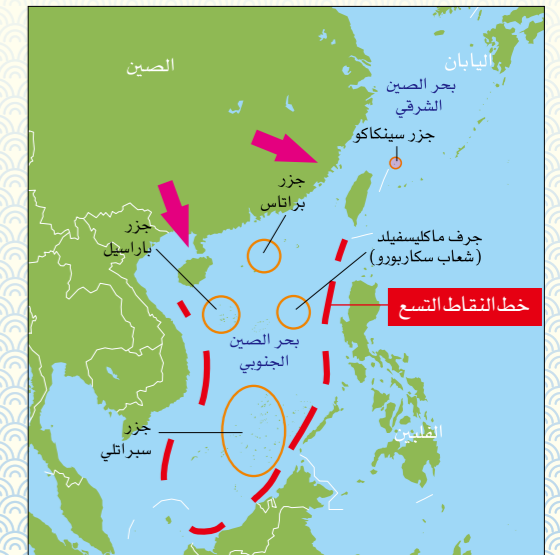 الصين
اليابان
بحر الصين
الشرقي
جزر سينكاكو
جزر
براتاس
جزر
باراسيل
جرف ماكليسفيلد
(شعاب سكاربورو)
خط النقاط التسع
بحر الصين
الجنوبي
جزر
سبراتلي
الفلبين